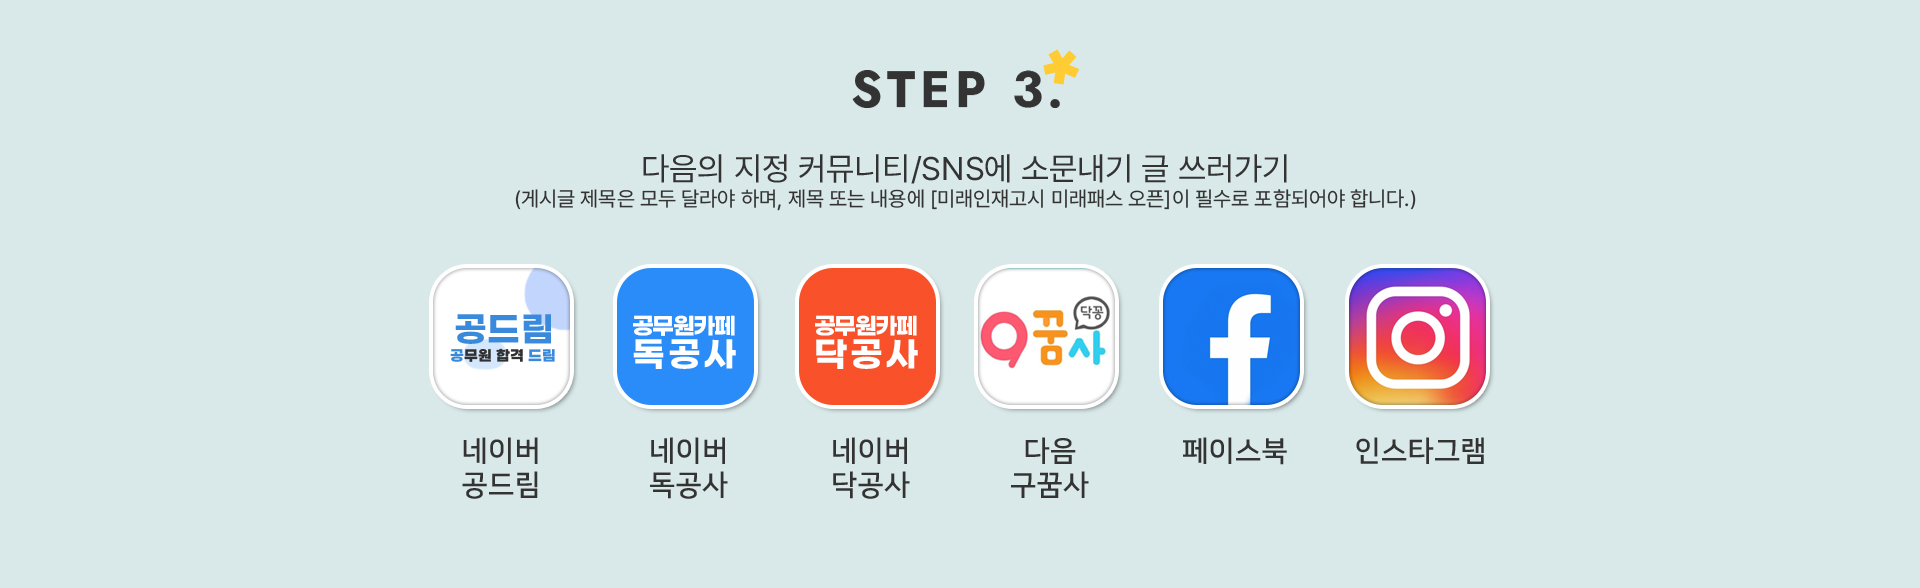 STEP 3.
다음의 지정 커뮤니티/SNS에 소문내기 글 쓰러가기
(게시글 제목은 모두 달라야 하며, 제목 또는 내용에 [미래인재고시 미래패스 오픈]이 필수로 포함되어야 합니다.)
공드림
공무원 합격 드림
공무원카페
독공사
공무원카페
닥공사
9꿈사
닥꿈
네이버
공드림
네이버
독공사
네이버
닥공사
다음
구꿈사
페이스북
인스타그램